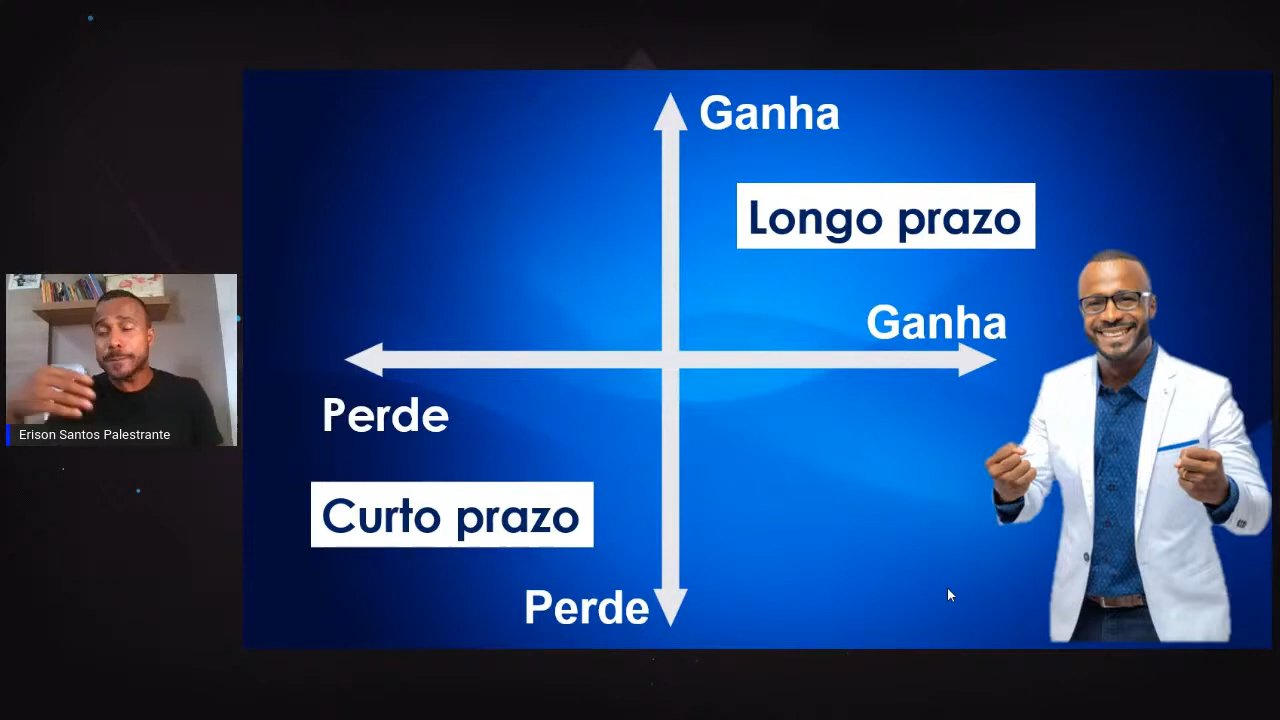 Ganha
Longo prazo
Ganha
Perde
Curto prazo
Perde
Erison Santos Palestrante